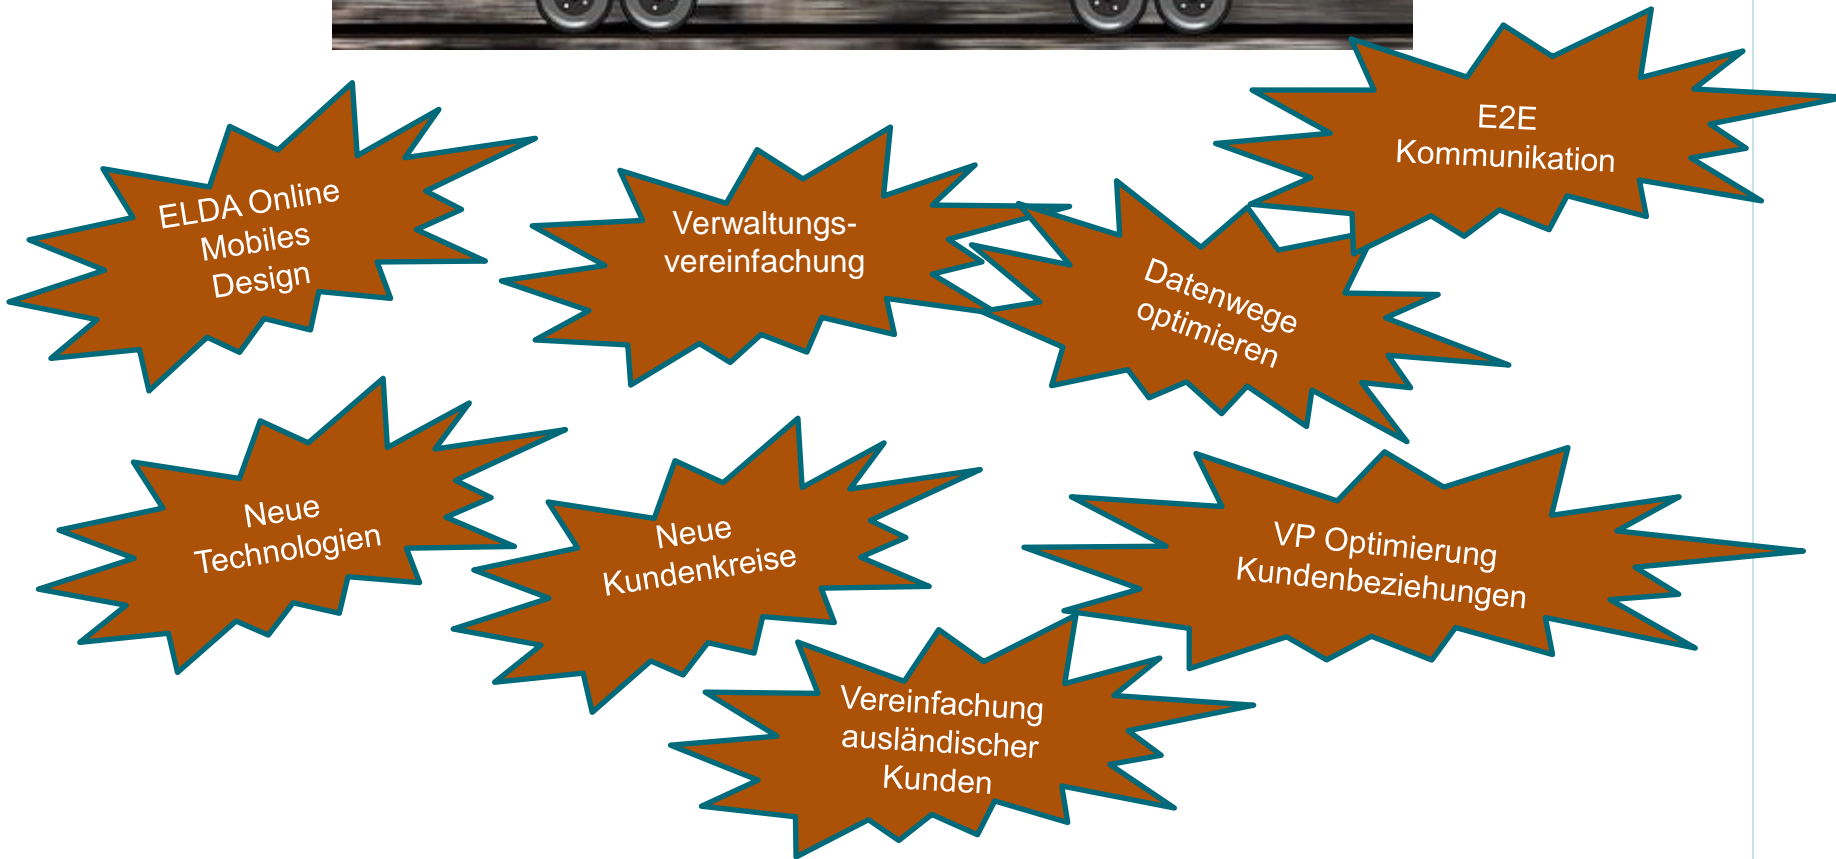 E2E
Kommunikation
ELDA Online
Mobiles
Design
Verwaltungs-
vereinfachung
Datenwege
optimieren
Neue
Technologien
Neue
Kundenkreise
VP Optimierung
Kundenbeziehungen
Vereinfachung
ausländischer
Kunden